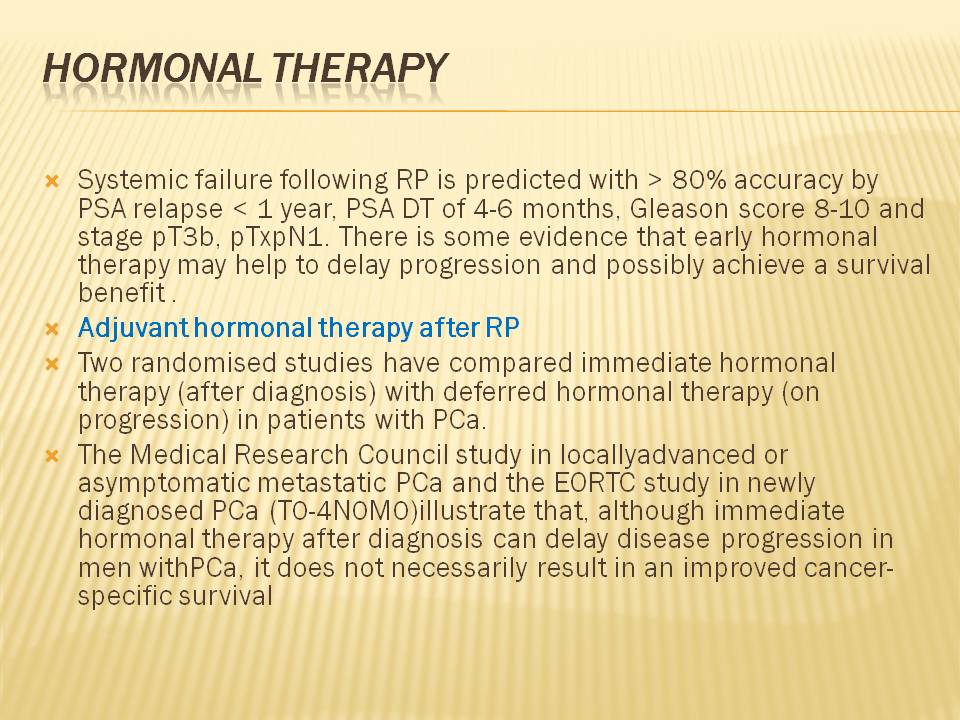 HORMONAL THERAPY
Systemic failure following RP is predicted with > 80% accuracy by
PSA relapse < 1 year, PSA DT of 4-6 months, Gleason score 8-10 and
stage pT3b, pTxpN1. There is some evidence that early hormonal
therapy may help to delay progression and possibly achieve a survival
benefit .
Adjuvant hormonal therapy after RP
Two randomised studies have compared immediate hormonal
therapy (after diagnosis) with deferred hormonal therapy (on
progression) in patients with PCa.
The Medical Research Council study in locallyadvanced or
asymptomatic metastatic PCa and the EORTC study in newly
diagnosed PCa (T0-4N0M0)illustrate that, although immediate
hormonal therapy after diagnosis can delay disease progression in
men withPCa, it does not necessarily result in an improved cancer-
specific survival